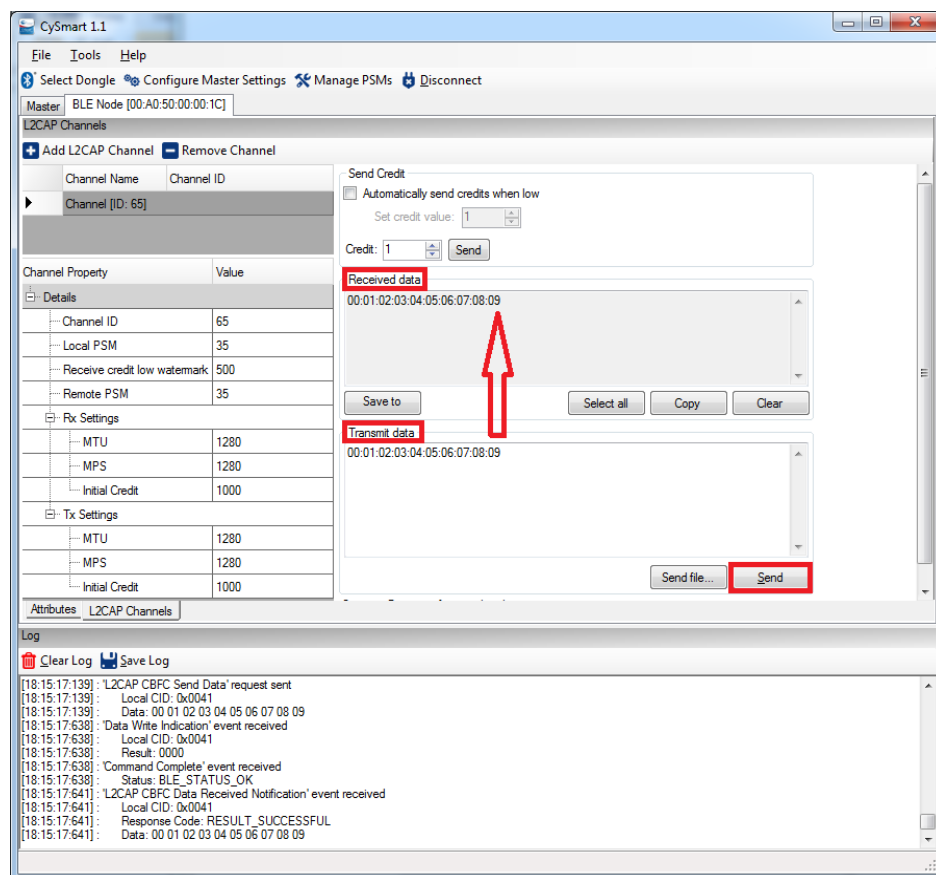 CySmart 1.1
File Tools Help
Select Dongle Configure Master Settings Manage PSMs Disconnect
Master BLE Node [00:A0:50:00:00:1C]
L2CAP Channels
Add L2CAP Channel Remove Channel
Channel Name Channel ID
Channel [ID: 65]
Channel Property Value
Details
Channel ID 65
Local PSM 35
Receive credit low watermark 500
Remote PSM 35
Rx Settings
MTU 1280
MPS 1280
Initial Credit 1000
Tx Settings
MTU 1280
MPS 1280
Initial Credit 1000
Send Credit
Automatically send credits when low
Set credit value: 1
Credit: 1 Send
Received data
00:01:02:03:04:05:06:07:08:09
Save to Select all Copy Clear
Transmit data
00:01:02:03:04:05:06:07:08:09
Send file... Send
Attributes L2CAP Channels
Log
Clear Log Save Log
[18:15:17:139] : 'L2CAP CBFC Send Data' request sent
[18:15:17:139] : Local CID: 0x0041
[18:15:17:139] : Data: 00 01 02 03 04 05 06 07 08 09
[18:15:17:638] : 'Data Write Indication' event received
[18:15:17:638] : Local CID: 0x0041
[18:15:17:638] : Result: 0000
[18:15:17:638] : 'Command Complete' event received
[18:15:17:638] : Status: BLE_STATUS_OK
[18:15:17:641] : 'L2CAP CBFC Data Received Notification' event received
[18:15:17:641] : Local CID: 0x0041
[18:15:17:641] : Response Code: RESULT_SUCCESSFUL
[18:15:17:641] : Data: 00 01 02 03 04 05 06 07 08 09